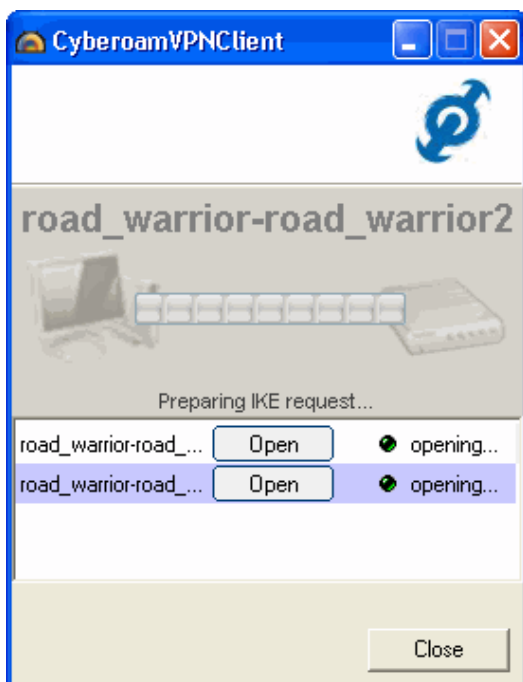 CyberoamVPNClient
road_warrior-road_warrior2
Preparing IKE request...
road_warrior-road_... Open opening...
road_warrior-road_... Open opening...
Close